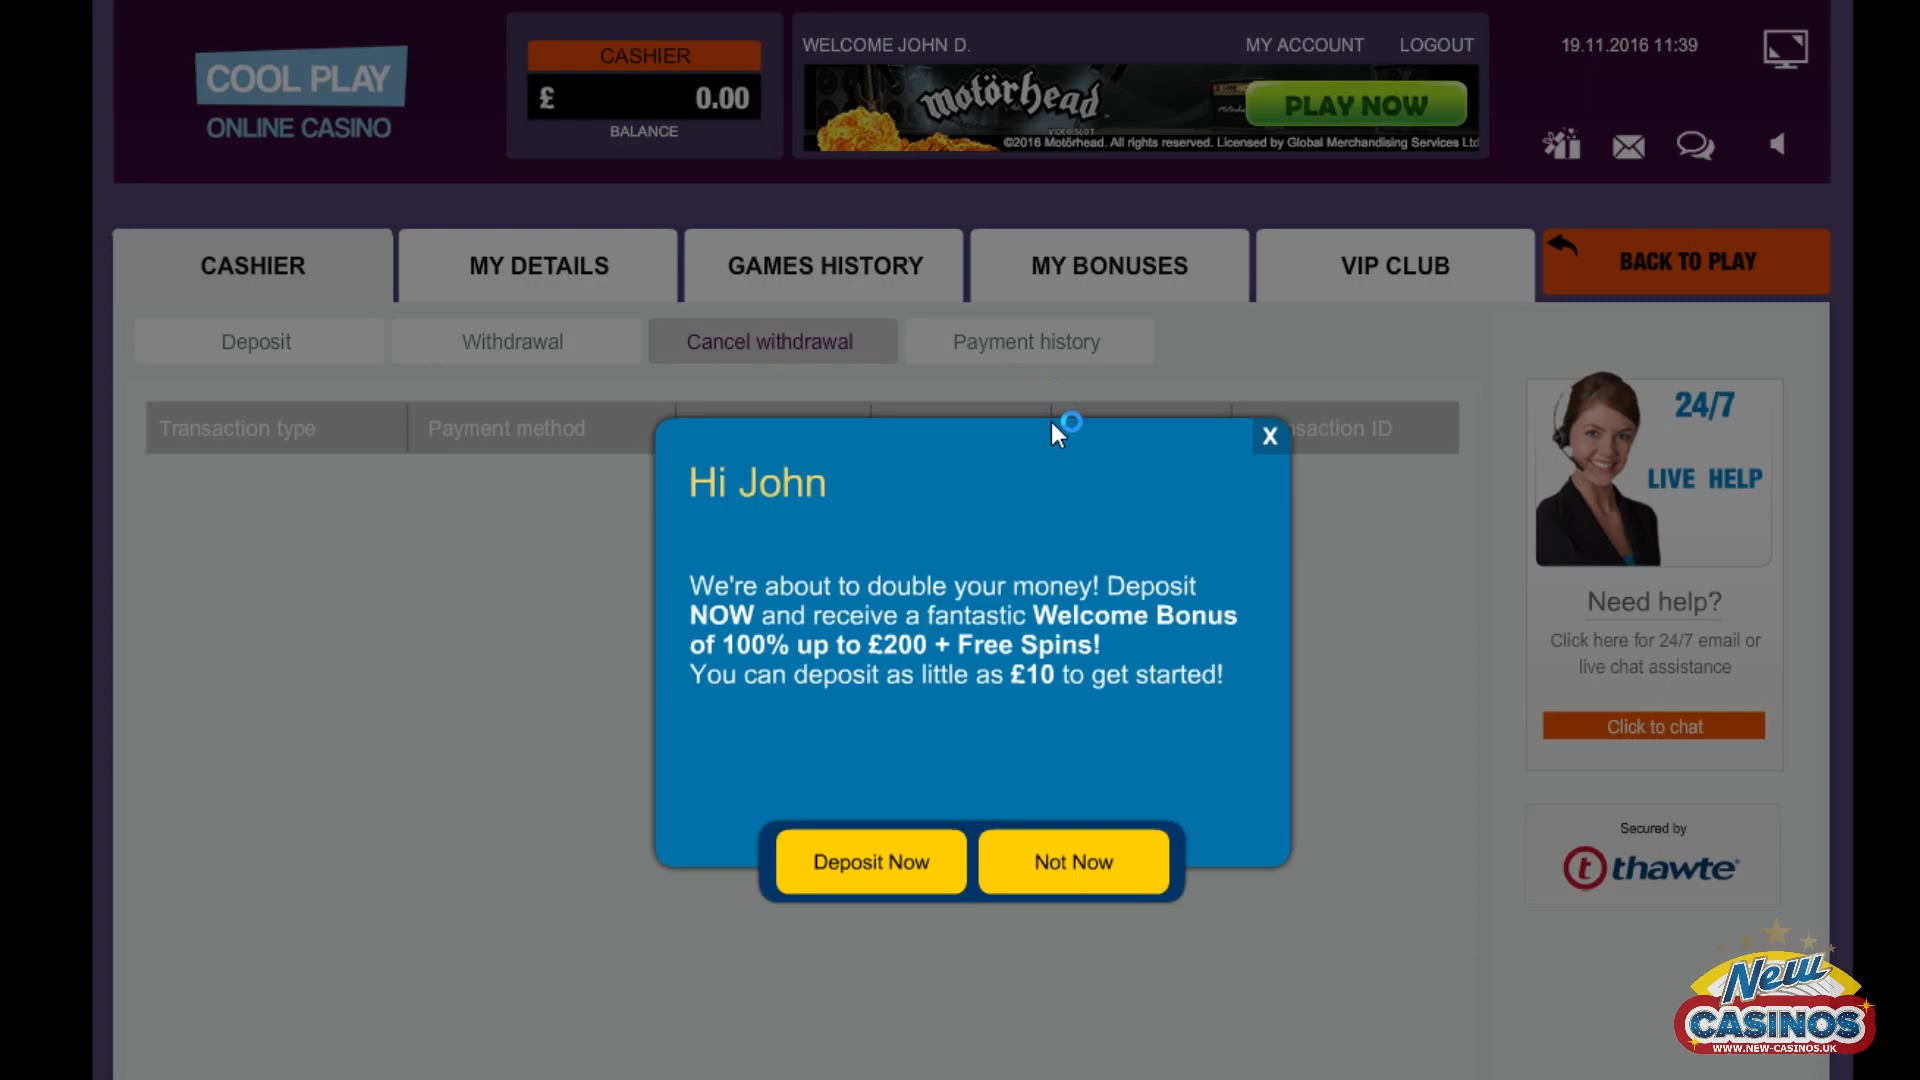 COOL PLAY
ONLINE CASINO
CASHIER
£ 0.00
BALANCE
WELCOME JOHN D.
MY ACCOUNT
LOGOUT
motörhead
VIDEO SLOT
PLAY NOW
©2016 Motörhead. All rights reserved. Licensed by Global Merchandising Services Ltd
19.11.2016 11:39
CASHIER
MY DETAILS
GAMES HISTORY
MY BONUSES
VIP CLUB
BACK TO PLAY
Deposit
Withdrawal
Cancel withdrawal
Payment history
Transaction type
Payment method
nsaction ID
X
Hi John
We're about to double your money! Deposit
NOW and receive a fantastic Welcome Bonus
of 100% up to £200 + Free Spins!
You can deposit as little as £10 to get started!
Deposit Now
Not Now
24/7
LIVE HELP
Need help?
Click here for 24/7 email or
live chat assistance
Click to chat
Secured by
thawte
New
CASINOS
WWW.NEW-CASINOS.UK